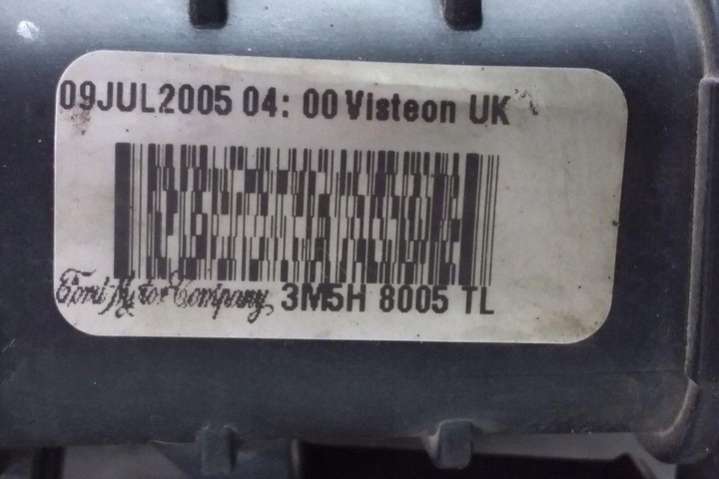 09JUL2005 04: 00 Visteon UK
Ford Motor Company, 3M5H 8005 TL